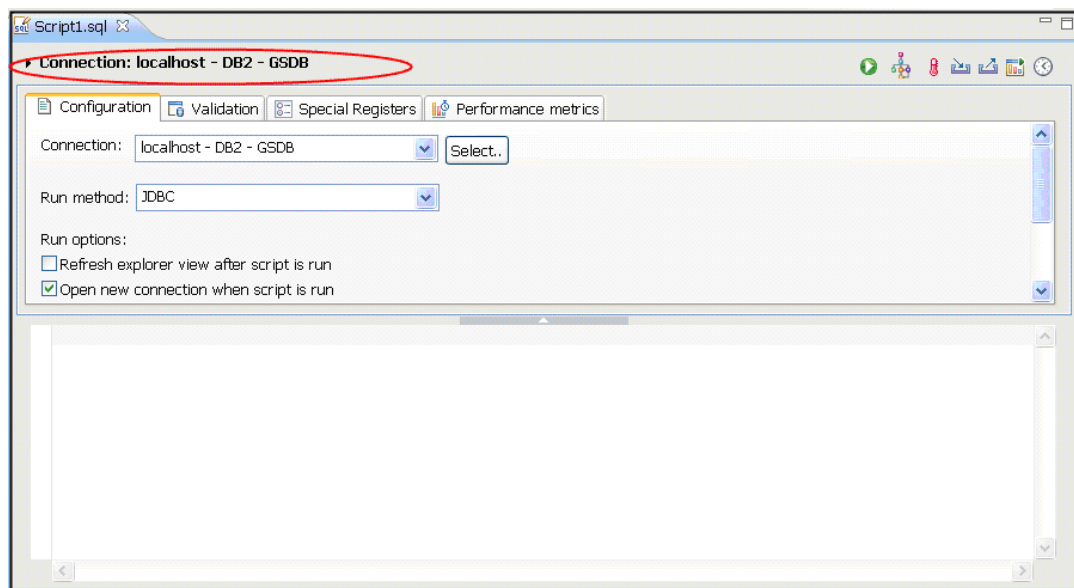 Script1.sql
Connection: localhost - DB2 - GSDB
Configuration Validation Special Registers Performance metrics
Connection: localhost - DB2 - GSDB Select..
Run method: JDBC
Run options:
Refresh explorer view after script is run
Open new connection when script is run